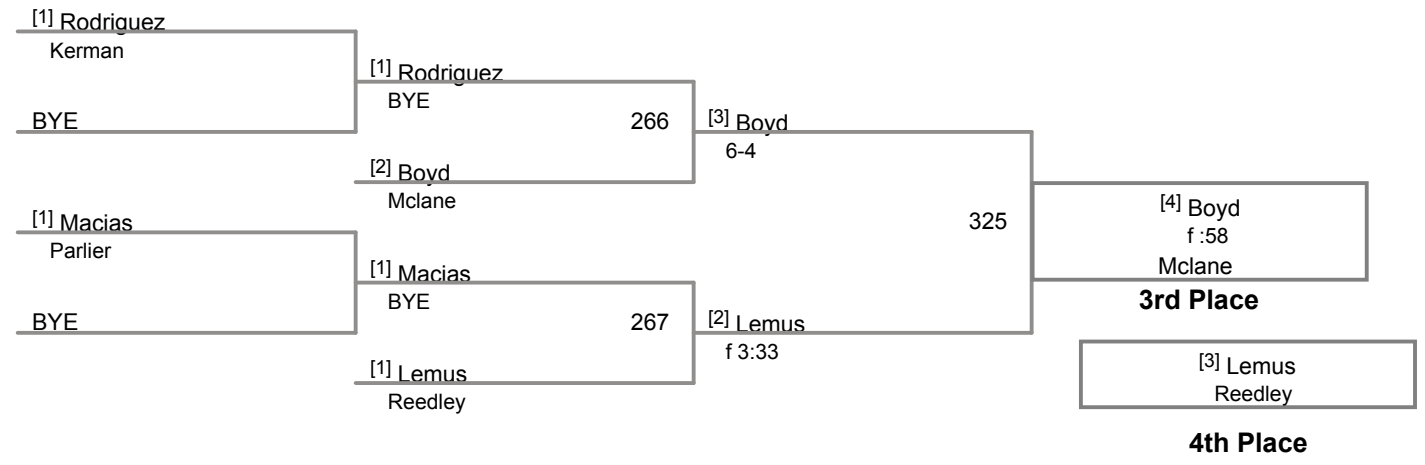 [1] Rodriguez
Kerman
BYE
[1] Rodriguez
BYE
266
[2] Boyd
Mclane
[3] Boyd
6-4
[1] Macias
Parlier
BYE
[1] Macias
BYE
267
[1] Lemus
Reedley
[2] Lemus
f 3:33
325
[4] Boyd
f :58
Mclane
3rd Place
[3] Lemus
Reedley
4th Place